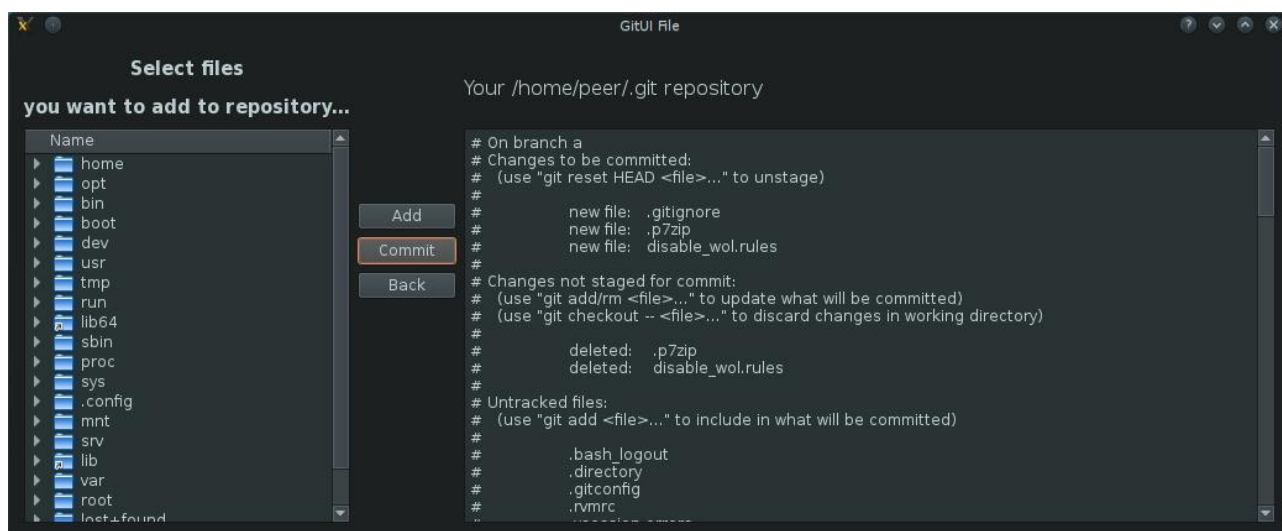 GitUI File
Select files
you want to add to repository...
Name
home
opt
bin
boot
dev
usr
tmp
run
lib64
sbin
proc
sys
.config
mnt
srv
lib
var
root
lost+found
Add
Commit
Back
Your /home/peer/.git repository
# On branch a
# Changes to be committed:
#   (use "git reset HEAD <file>..." to unstage)
#
#       new file:   .gitignore
#       new file:   .p7zip
#       new file:   disable_wol.rules
#
# Changes not staged for commit:
#   (use "git add/rm <file>..." to update what will be committed)
#   (use "git checkout -- <file>..." to discard changes in working directory)
#
#       deleted:    .p7zip
#       deleted:    disable_wol.rules
#
# Untracked files:
#   (use "git add <file>..." to include in what will be committed)
#
#       .bash_logout
#       .directory
#       .gitconfig
#       .rvmrc